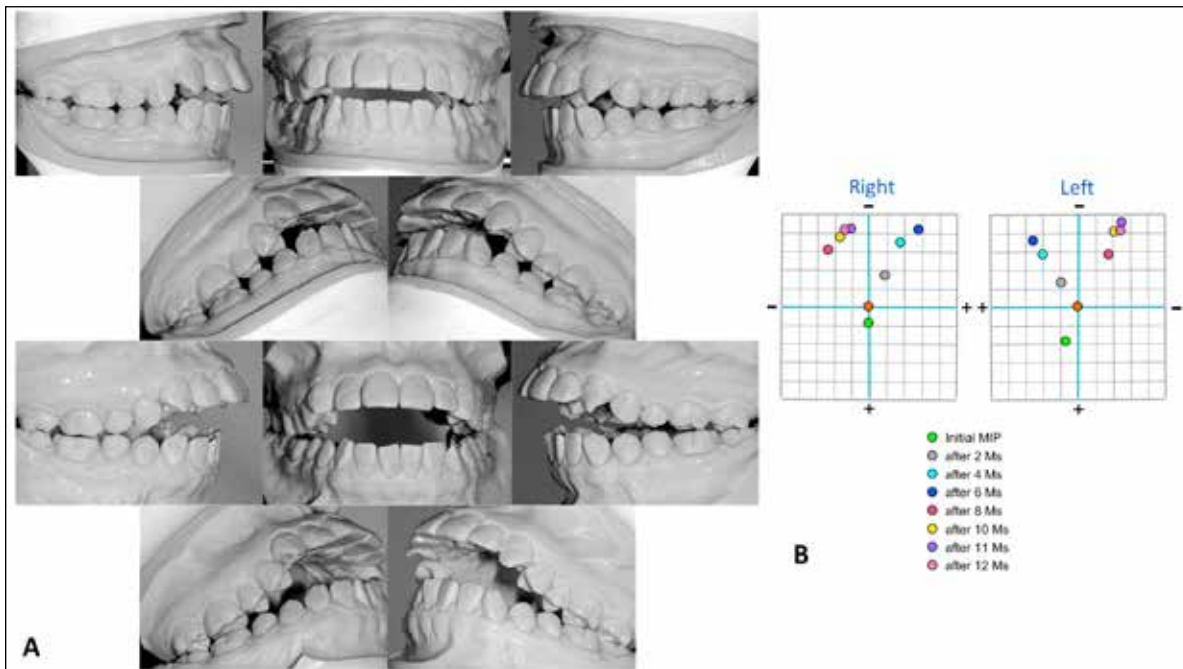 Right Left
- -
- + + -
+ +
Initial MIP
after 2 Ms
after 4 Ms
after 6 Ms
after 8 Ms
after 10 Ms
after 11 Ms
after 12 Ms
A
B